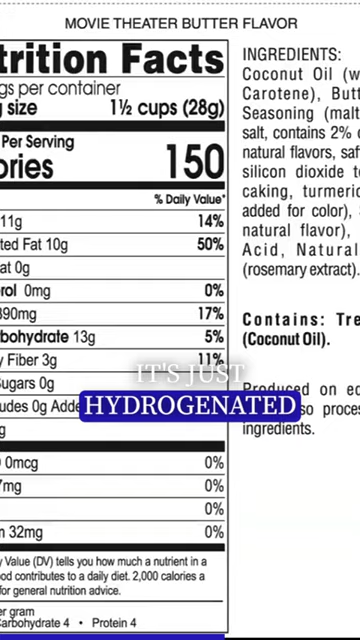 MOVIE THEATER BUTTER FLAVOR
trition Facts
gs per container
g size 1½ cups (28g)
Per Serving
ories 150
% Daily Value*
11g 14%
ted Fat 10g 50%
at 0g
rol 0mg 0%
390mg 17%
rbohydrate 13g 5%
y Fiber 3g 11%
Sugars 0g
udes 0g Adde
g
0mcg 0%
7mg 0%
0%
m 32mg 0%
y Value (DV) tells you how much a nutrient in a
od contributes to a daily diet. 2,000 calories a
for general nutrition advice.
er gram
Carbohydrate 4 • Protein 4
INGREDIENTS:
Coconut Oil (w
Carotene), Butt
Seasoning (malt
salt, contains 2% o
natural flavors, saf
silicon dioxide to
caking, turmeri
added for color),
natural flavor),
Acid, Natural
(rosemary extract).
Contains: Tre
(Coconut Oil).
Produced on eq
so proce
ingredients.
IT'S JUST
HYDROGENATED